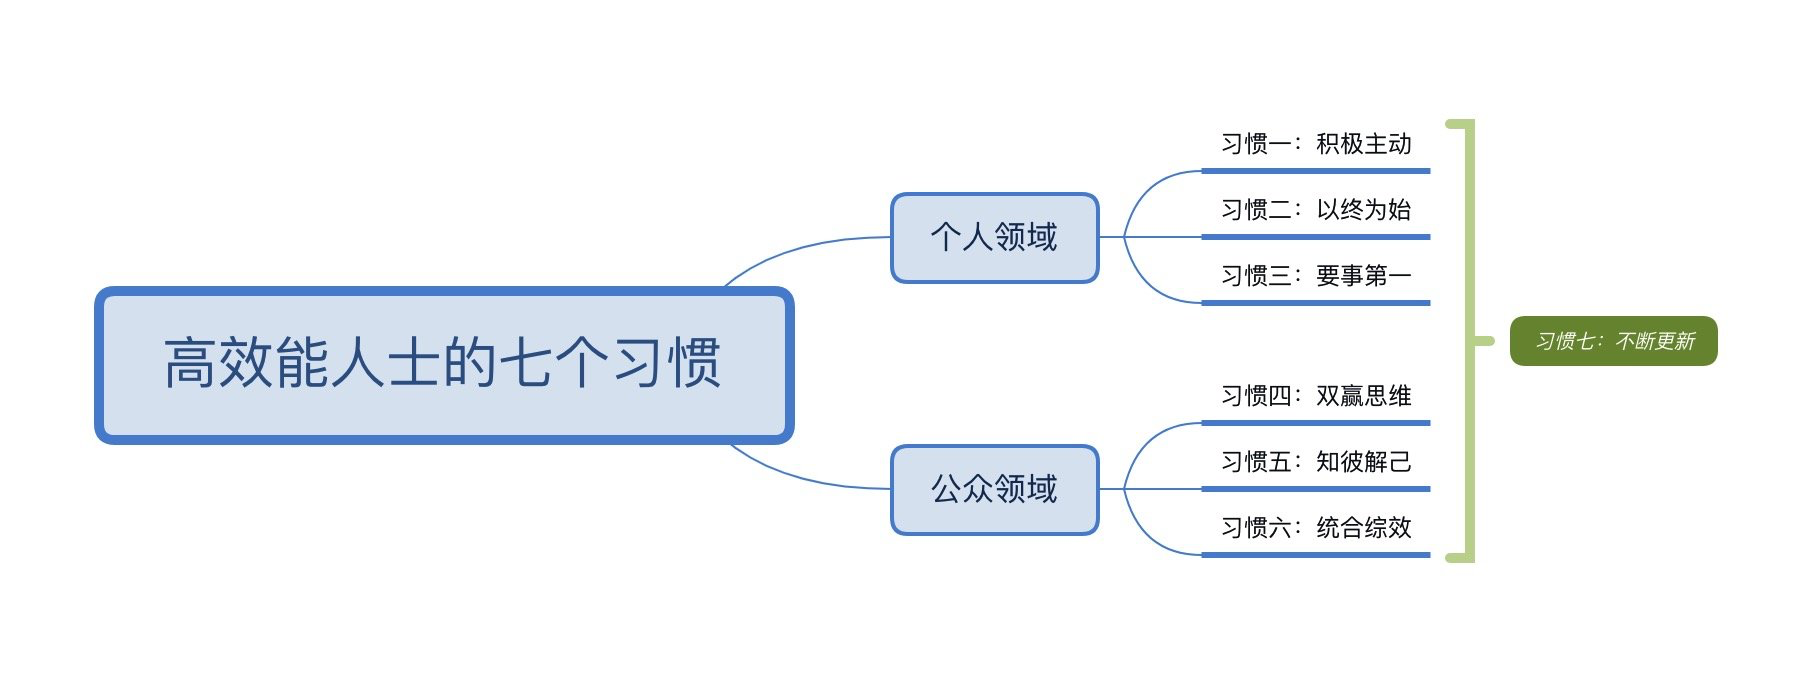 高效能人士的七个习惯
个人领域
习惯一：积极主动
习惯二：以终为始
习惯三：要事第一
公众领域
习惯四：双赢思维
习惯五：知彼解己
习惯六：统合综效
习惯七：不断更新